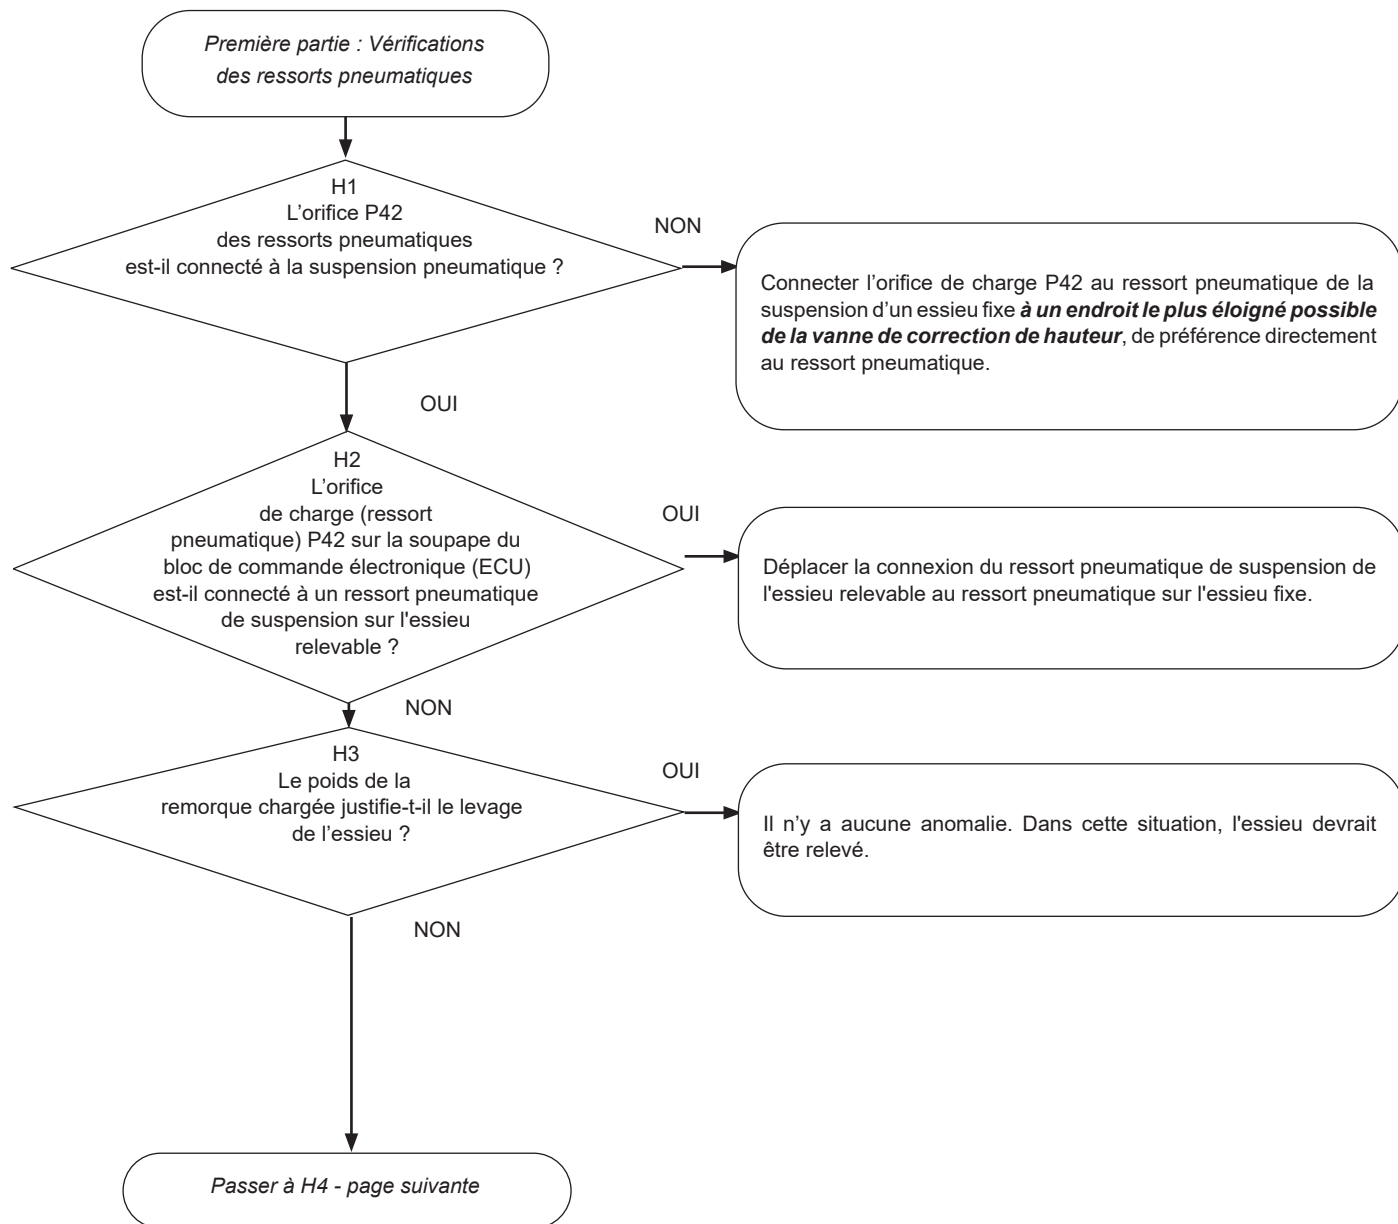 Première partie : Vérifications
des ressorts pneumatiques
H1
L’orifice P42
des ressorts pneumatiques
est-il connecté à la suspension pneumatique ?
NON
Connecter l’orifice de charge P42 au ressort pneumatique de la
suspension d’un essieu fixe à un endroit le plus éloigné possible
de la vanne de correction de hauteur, de préférence directement
au ressort pneumatique.
OUI
H2
L’orifice
de charge (ressort
pneumatique) P42 sur la soupape du
bloc de commande électronique (ECU)
est-il connecté à un ressort pneumatique
de suspension sur l'essieu
relevable ?
OUI
Déplacer la connexion du ressort pneumatique de suspension de
l'essieu relevable au ressort pneumatique sur l'essieu fixe.
NON
H3
Le poids de la
remorque chargée justifie-t-il le levage
de l’essieu ?
OUI
Il n’y a aucune anomalie. Dans cette situation, l'essieu devrait
être relevé.
NON
Passer à H4 - page suivante